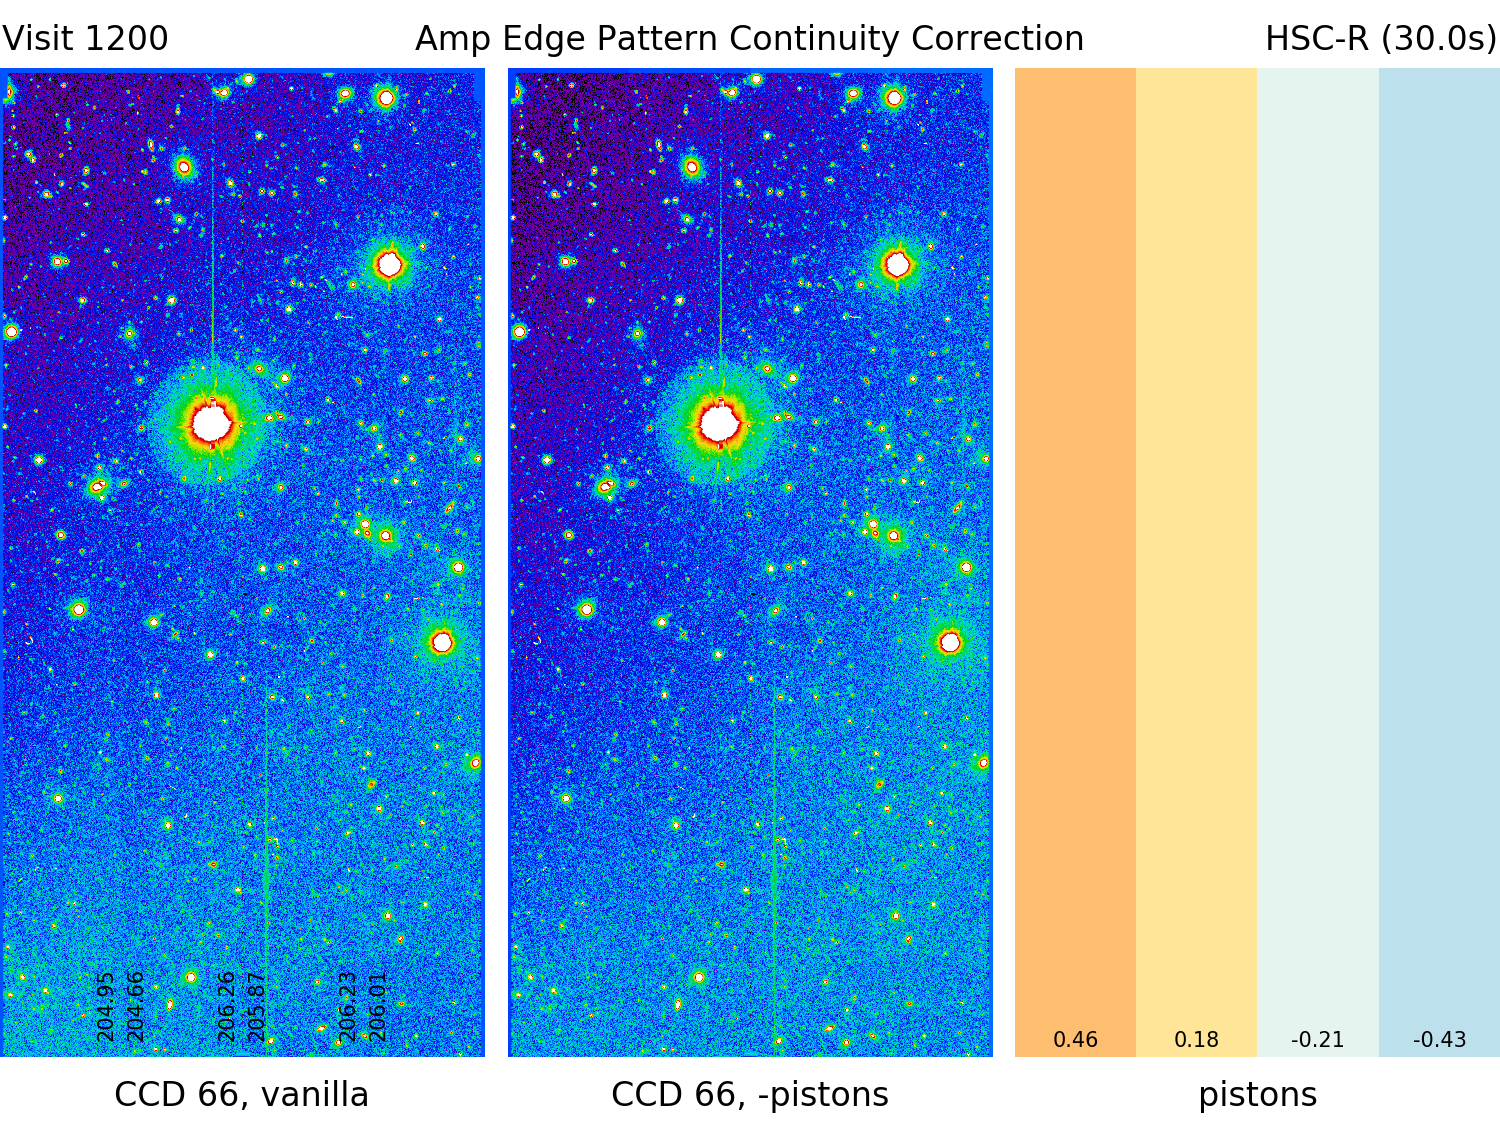 Visit 1200
Amp Edge Pattern Continuity Correction
HSC-R (30.0s)
204.95
204.66
206.26
205.87
206.23
206.01
0.46
0.18
-0.21
-0.43
CCD 66, vanilla
CCD 66, -pistons
pistons